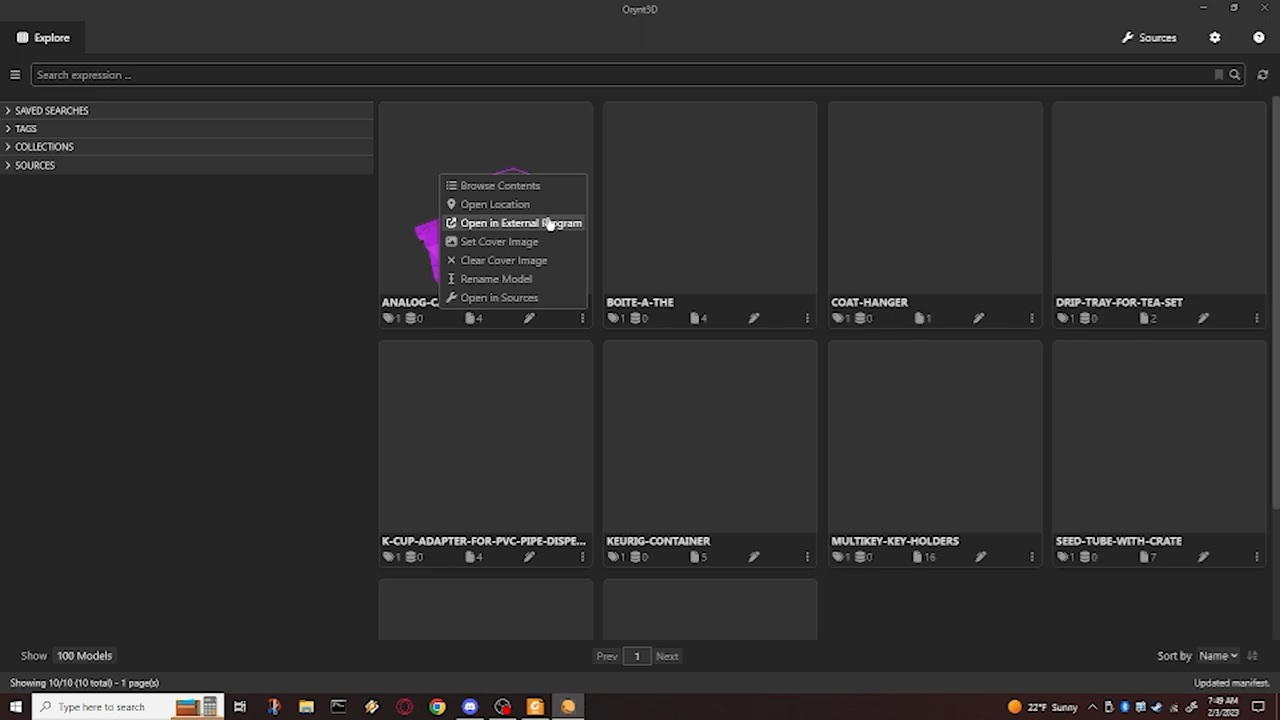 Orynt3D
Explore
Sources
Search expression ...
SAVED SEARCHES
TAGS
COLLECTIONS
SOURCES
Browse Contents
Open Location
Open in External Program
Set Cover Image
Clear Cover Image
Rename Model
Open in Sources
ANALOG-C
1 0 4
BOITE-A-THE
1 0 4
COAT-HANGER
1 0 1
DRIP-TRAY-FOR-TEA-SET
1 0 2
K-CUP-ADAPTER-FOR-PVC-PIPE-DISPE...
1 0 4
KEURIG-CONTAINER
1 0 5
MULTIKEY-KEY-HOLDERS
1 0 16
SEED-TUBE-WITH-CRATE
1 0 7
Show 100 Models
Prev 1 Next
Sort by Name
Showing 10/10 (10 total) - 1 page(s)
Updated manifest.
Type here to search
22°F Sunny
7:49 AM
2/3/2023